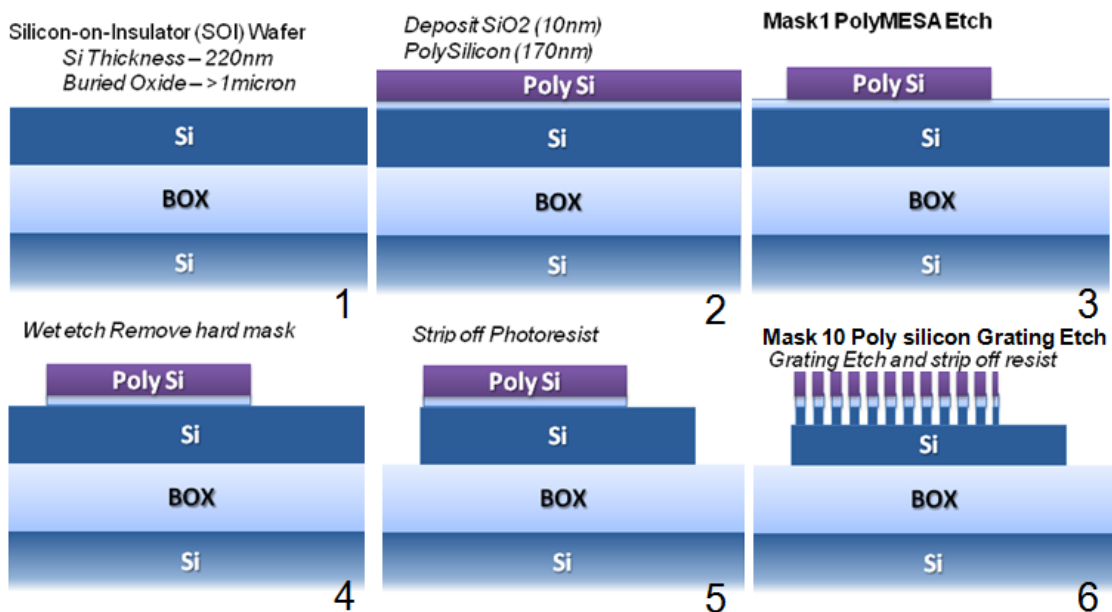 Silicon-on-Insulator (SOI) Wafer
Si Thickness – 220nm
Buried Oxide – > 1micron
Si
BOX
Si
1
Deposit SiO2 (10nm)
PolySilicon (170nm)
Poly Si
Si
BOX
Si
2
Mask1 PolyMESA Etch
Poly Si
Si
BOX
Si
3
Wet etch Remove hard mask
Poly Si
Si
BOX
Si
4
Strip off Photoresist
Poly Si
Si
BOX
Si
5
Mask 10 Poly silicon Grating Etch
Grating Etch and strip off resist
Si
BOX
Si
6